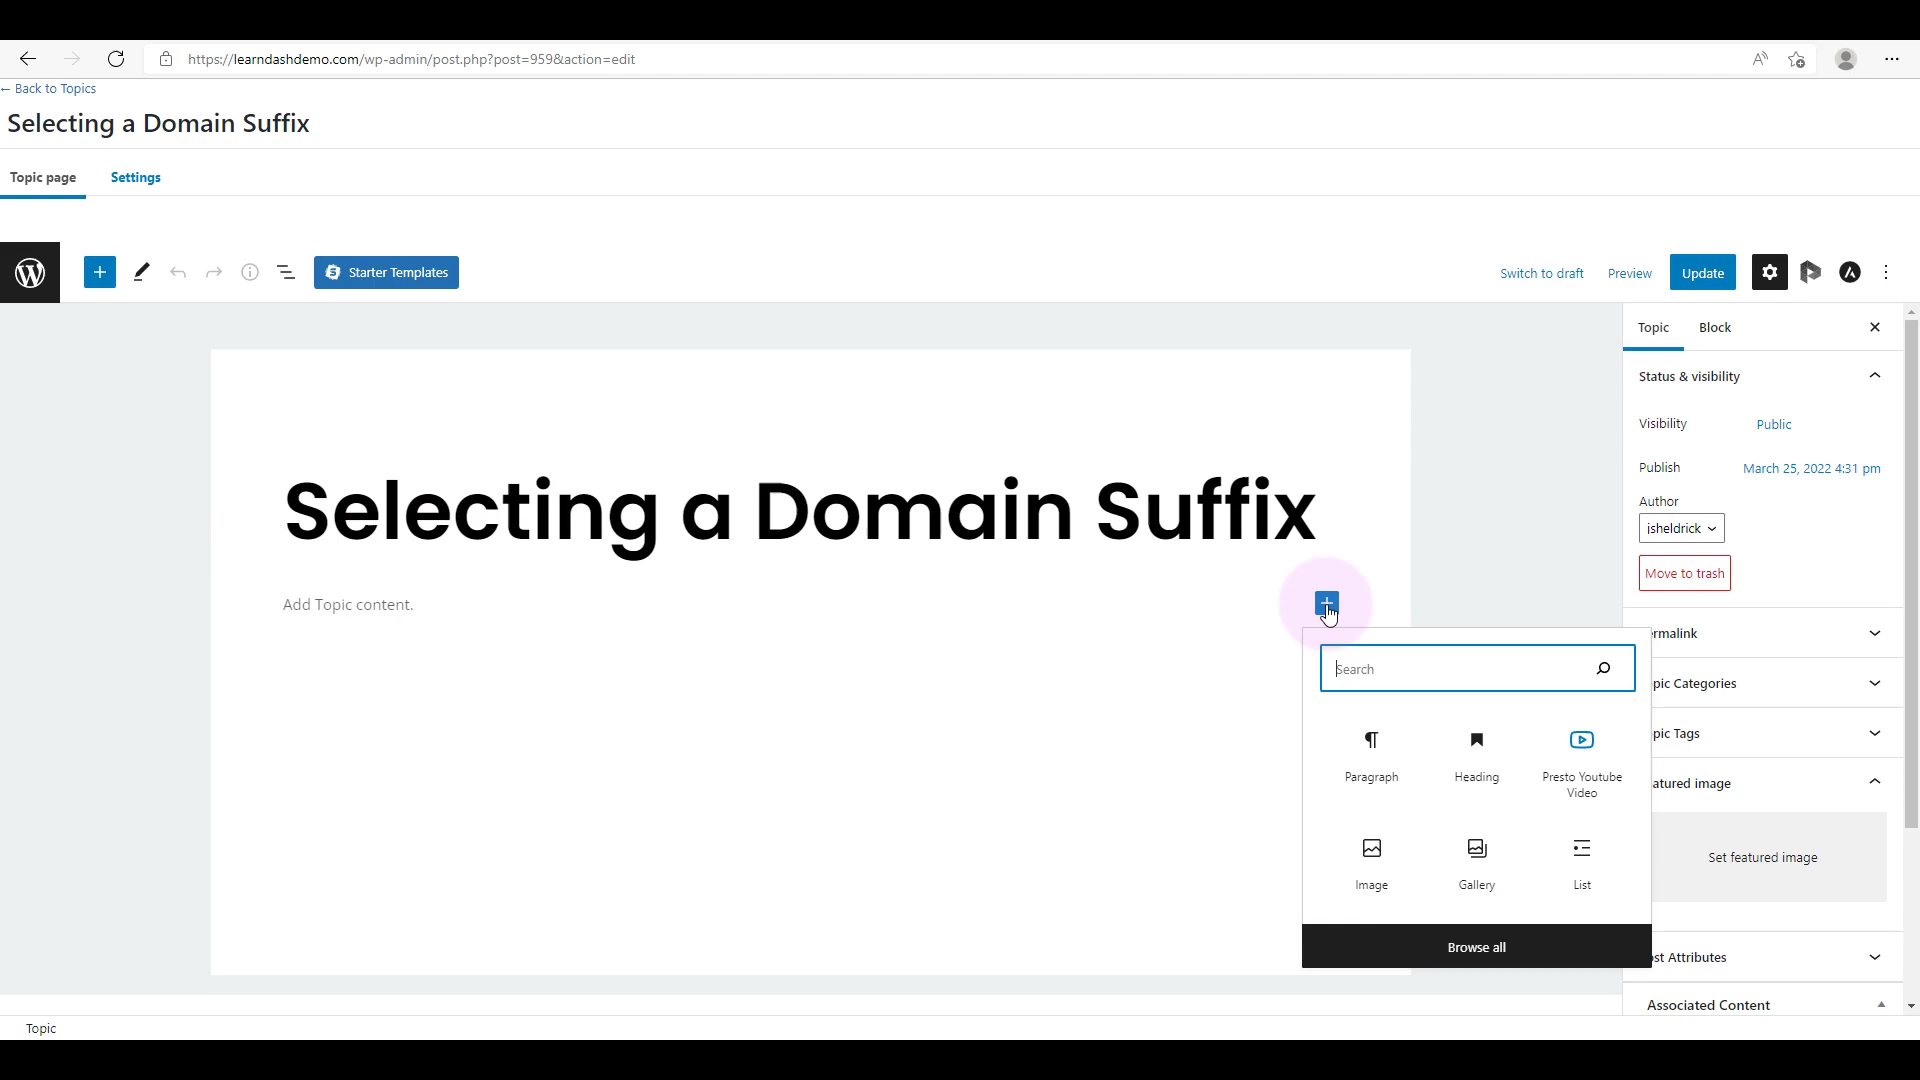 https://learndashdemo.com/wp-admin/post.php?post=959&action=edit
← Back to Topics
Selecting a Domain Suffix
Topic page Settings
Starter Templates Switch to draft Preview Update
Topic Block
Status & visibility
Visibility Public
Publish March 25, 2022 4:31 pm
Author
jsheldrick
Move to trash
Selecting a Domain Suffix
Add Topic content.
Search
Paragraph Heading Presto Youtube
Video
Image Gallery List
Browse all
rmalink
pic Categories
pic Tags
atured image
Set featured image
st Attributes
Associated Content
Topic